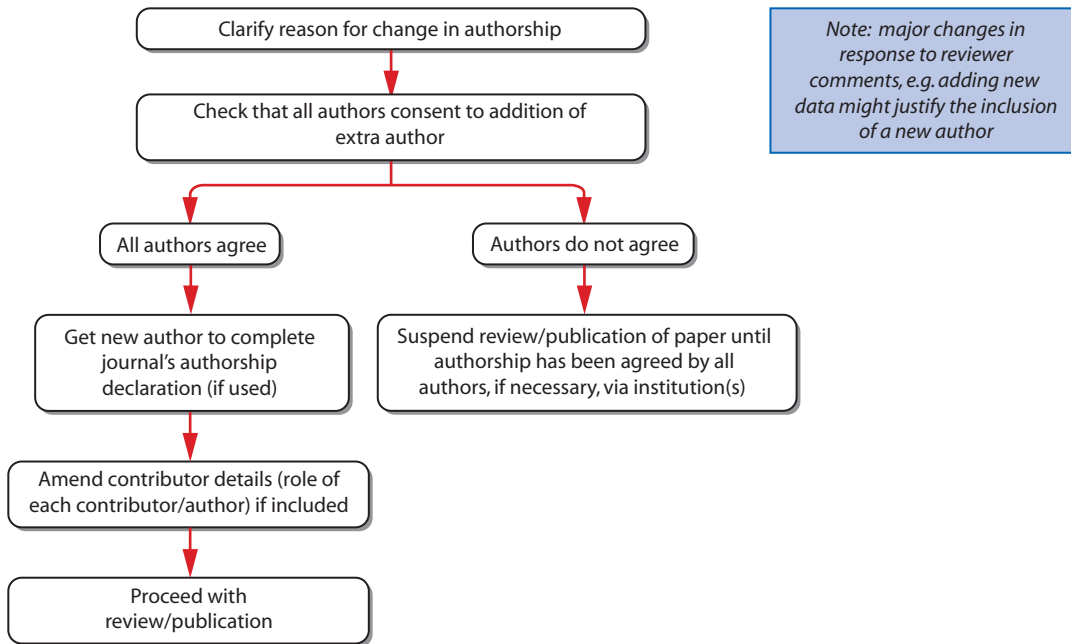 Clarify reason for change in authorship
Note: major changes in
response to reviewer
comments, e.g. adding new
data might justify the inclusion
of a new author
Check that all authors consent to addition of
extra author
All authors agree
Authors do not agree
Get new author to complete
journal’s authorship
declaration (if used)
Suspend review/publication of paper until
authorship has been agreed by all
authors, if necessary, via institution(s)
Amend contributor details (role of
each contributor/author) if included
Proceed with
review/publication